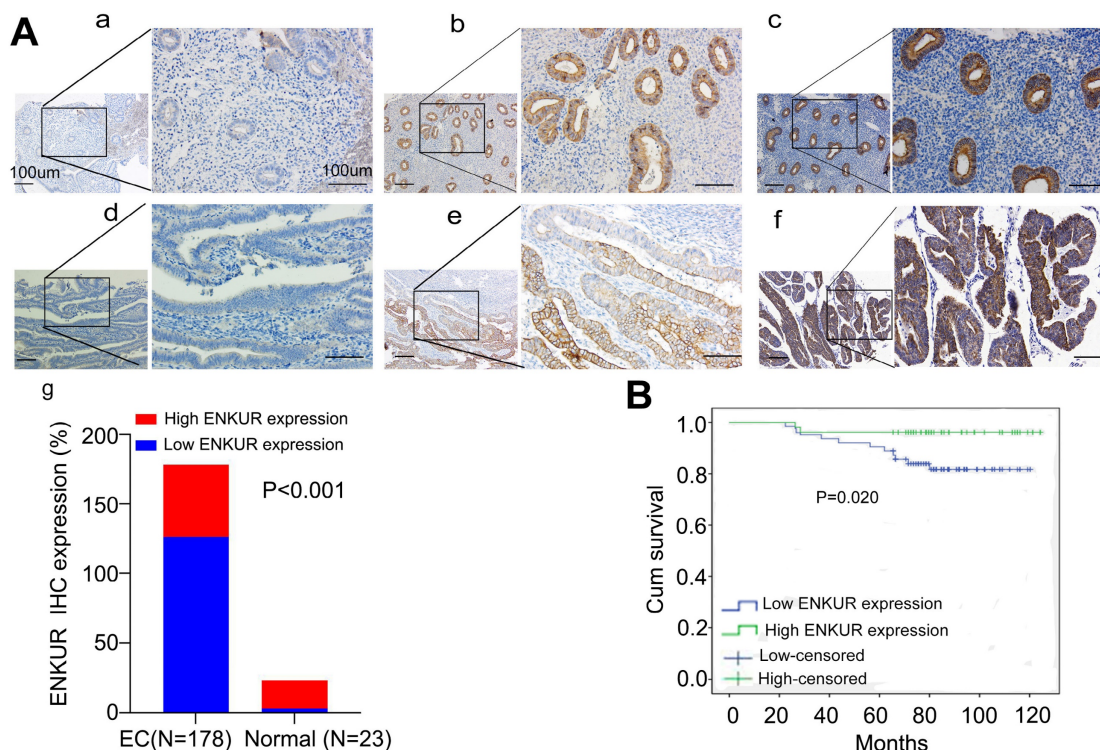 A
a
b
c
100um
100um
d
e
f
g
High ENKUR expression
Low ENKUR expression
200
150
100
50
0
ENKUR IHC expression (%)
P<0.001
EC(N=178)
Normal (N=23)
B
1.0
0.8
0.6
0.4
0.2
0.0
Cum survival
P=0.020
Low ENKUR expression
High ENKUR expression
Low-censored
High-censored
0
20
40
60
80
100
120
Months